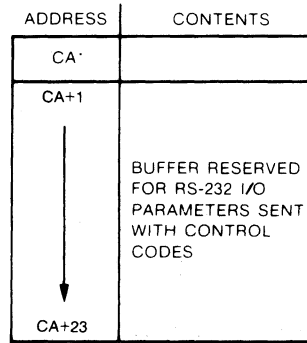 ADDRESS CONTENTS
CA·
CA+1
BUFFER RESERVED
FOR RS-232 I/O
PARAMETERS SENT
WITH CONTROL
CODES
CA+23